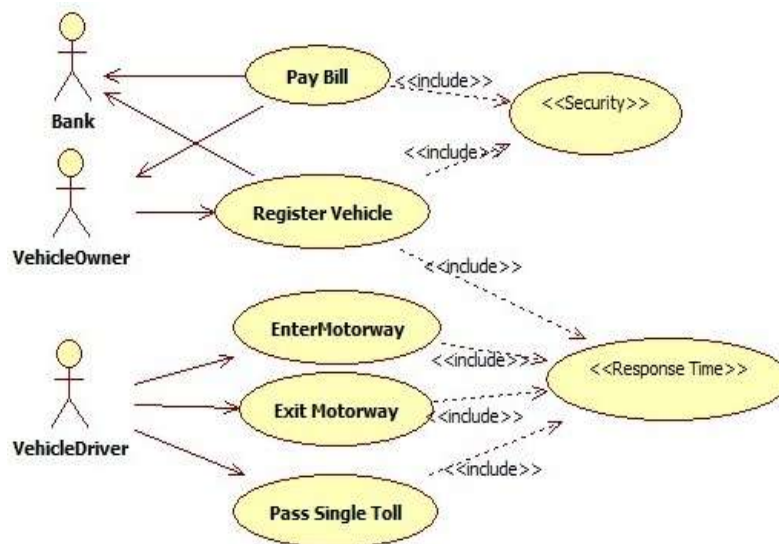 Pay Bill
<<include>>
<<Security>>
Bank
<<include>>
Register Vehicle
VehicleOwner
<<include>>
EnterMotorway
<<include>>
<<Response Time>>
Exit Motorway
<<include>>
VehicleDriver
<<include>>
Pass Single Toll